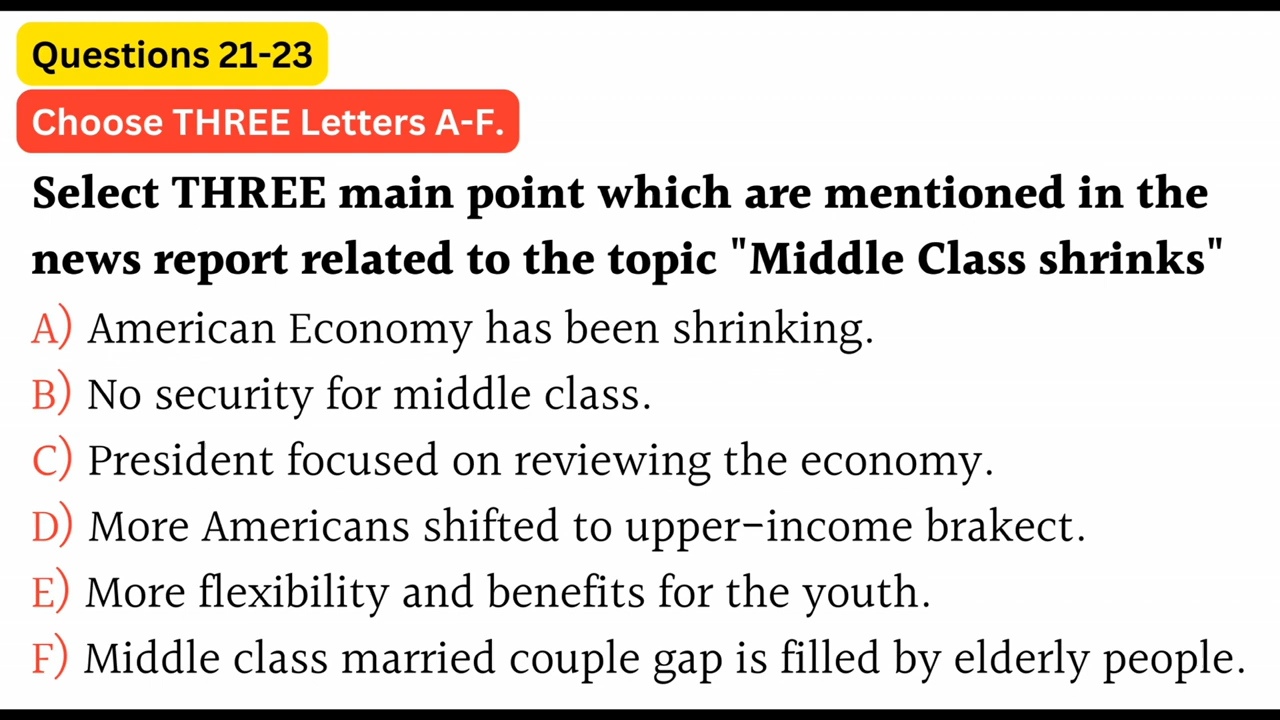 Questions 21-23
Choose THREE Letters A-F.
Select THREE main point which are mentioned in the
news report related to the topic "Middle Class shrinks"
A) American Economy has been shrinking.
B) No security for middle class.
C) President focused on reviewing the economy.
D) More Americans shifted to upper-income brakect.
E) More flexibility and benefits for the youth.
F) Middle class married couple gap is filled by elderly people.